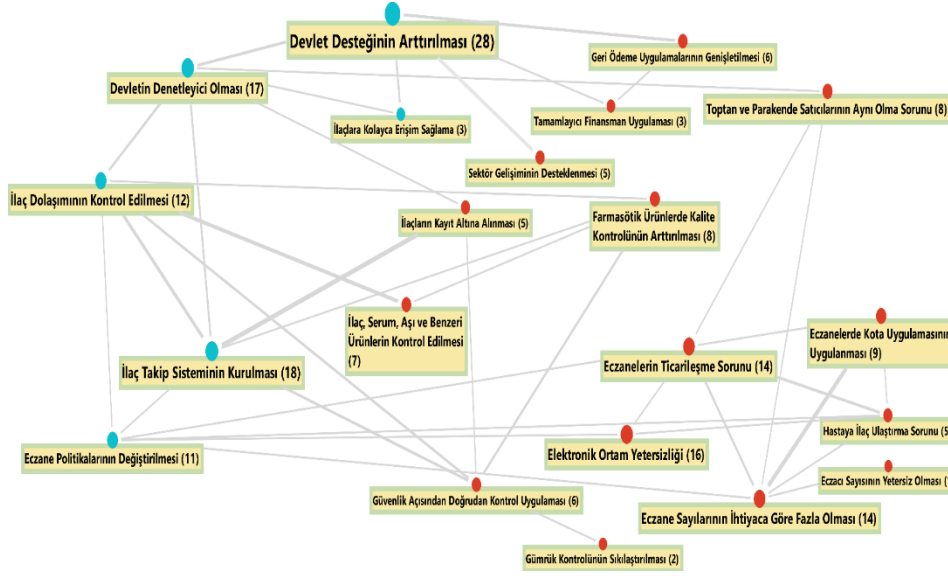 Devlet Desteğinin Arttırılması (28)
Geri Ödeme Uygulamalarının Genişletilmesi (6)
Devletin Denetleyici Olması (17)
İlaçlara Kolayca Erişim Sağlama (3)
Tamamlayıcı Finansman Uygulaması (3)
Toptan ve Parakende Satıcılarının Aynı Olma Sorunu (8)
Sektör Gelişiminin Desteklenmesi (5)
İlaç Dolaşımının Kontrol Edilmesi (12)
İlaçların Kayıt Altına Alınması (5)
Farmasötik Ürünlerde Kalite
Kontrolünün Arttırılması (8)
İlaç, Serum, Aşı ve Benzeri
Ürünlerin Kontrol Edilmesi
(7)
Eczanelerde Kota Uygulamasının
Uygulanması (9)
İlaç Takip Sisteminin Kurulması (18)
Eczanelerin Ticarileşme Sorunu (14)
Hastaya İlaç Ulaştırma Sorunu (5
Eczane Politikalarının Değiştirilmesi (11)
Elektronik Ortam Yetersizliği (16)
Eczacı Sayısının Yetersiz Olması (
Güvenlik Açısından Doğrudan Kontrol Uygulaması (6)
Eczane Sayılarının İhtiyaca Göre Fazla Olması (14)
Gümrük Kontrolünün Sıkılaştırılması (2)